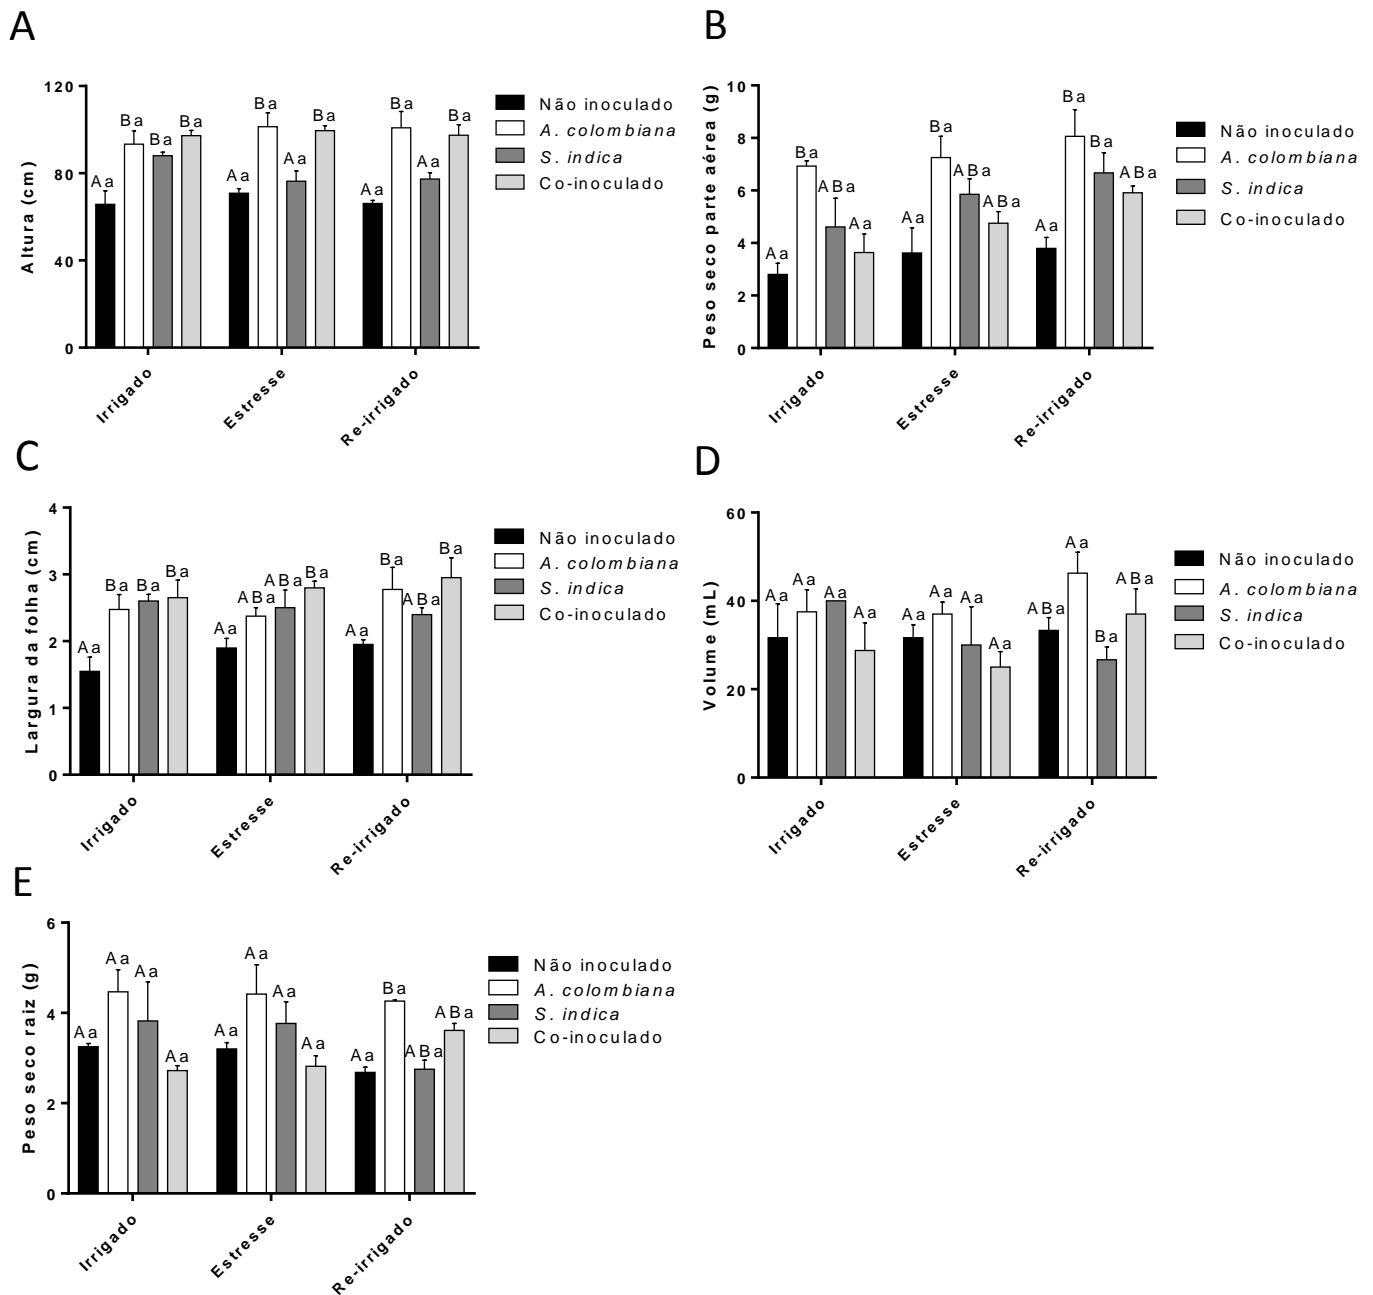 A
Altura (cm)
120
80
40
0
Aa Ba Ba Ba
Aa Ba Aa Ba
Aa Ba Aa Ba
Irrigado
Estresse
Re-irrigado
Não inoculado
A. colombiana
S. indica
Co-inoculado
B
Peso seco parte aérea (g)
10
8
6
4
2
0
Aa Ba ABa Aa
Aa Ba ABa ABa
Aa Ba Ba ABa
Irrigado
Estresse
Re-irrigado
Não inoculado
A. colombiana
S. indica
Co-inoculado
C
Largura da folha (cm)
4
3
2
1
0
Aa Ba Ba Ba
Aa ABa ABa Ba
Aa Ba ABa Ba
Irrigado
Estresse
Re-irrigado
Não inoculado
A. colombiana
S. indica
Co-inoculado
D
Volume (mL)
60
40
20
0
Aa Aa Aa Aa
Aa Aa Aa Aa
ABa Aa Ba ABa
Irrigado
Estresse
Re-irrigado
Não inoculado
A. colombiana
S. indica
Co-inoculado
E
Peso seco raiz (g)
6
4
2
0
Aa Aa Aa Aa
Aa Aa Aa Aa
Aa Ba ABa ABa
Irrigado
Estresse
Re-irrigado
Não inoculado
A. colombiana
S. indica
Co-inoculado